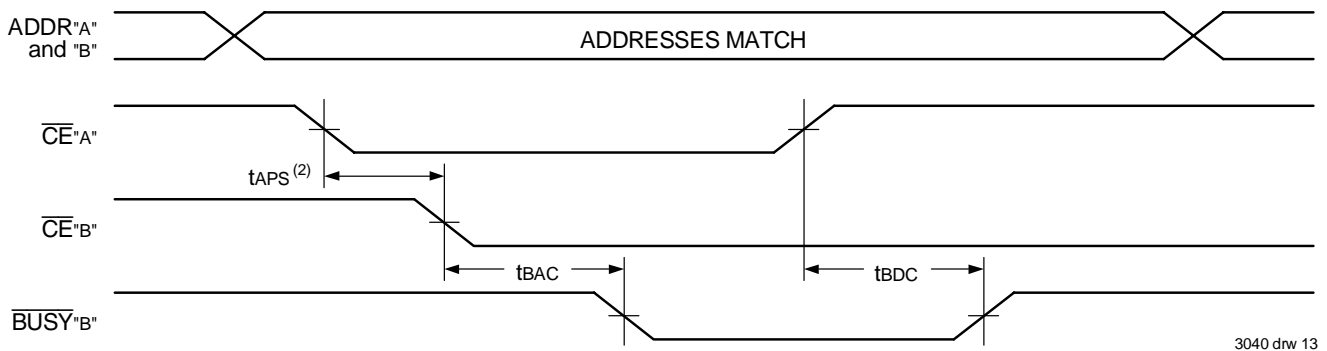 ADDR"A"
and "B"
ADDRESSES MATCH
CE"A"
tAPS (2)
CE"B"
tBAC
tBDC
BUSY"B"
3040 drw 13